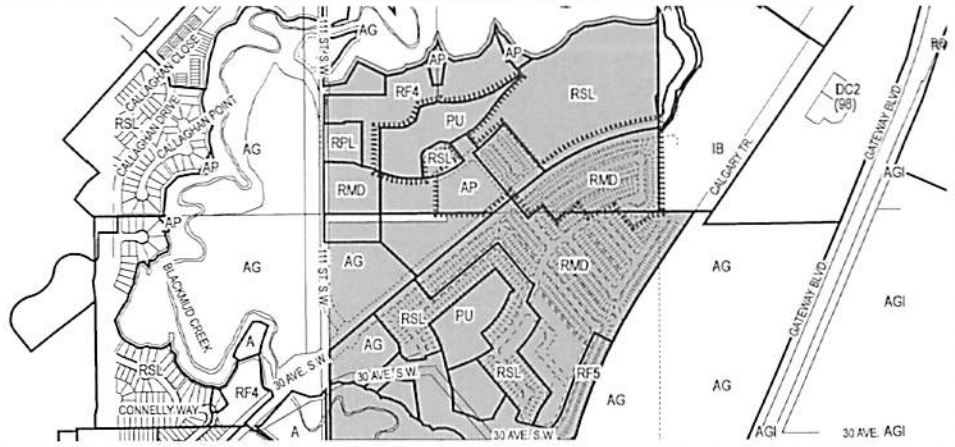 CALLAGHAN CLOSE
CALLAGHAN DRIVE
CALLAGHAN POINT
RSL
AP
AG
AG
111 ST. S.W.
AG
AP
AP
RF4
RSL
PU
RPL
RSL
RMD
AP
RMD
IB
CALGARY TR.
DC2
(98)
GATEWAY BLVD
AGI
AP
AG
BLACKMUD CREEK
111 ST. S.W.
AG
RMD
AG
GATEWAY BLVD
AGI
RSL
PU
AG
RSL
RF5
AG
AG
RSL
A
RF4
30 AVE. S.W.
30 AVE. S.W.
CONNELLY WAY
A
A
30 AVE. S.W.
AGI
30 AVE.
AGI